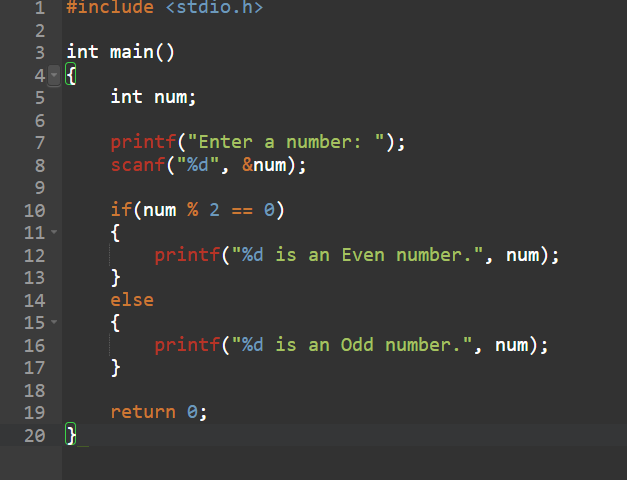 1 #include <stdio.h>
2
3 int main()
4 {
5     int num;
6
7     printf("Enter a number: ");
8     scanf("%d", &num);
9
10     if(num % 2 == 0)
11     {
12         printf("%d is an Even number.", num);
13     }
14     else
15     {
16         printf("%d is an Odd number.", num);
17     }
18
19     return 0;
20 }